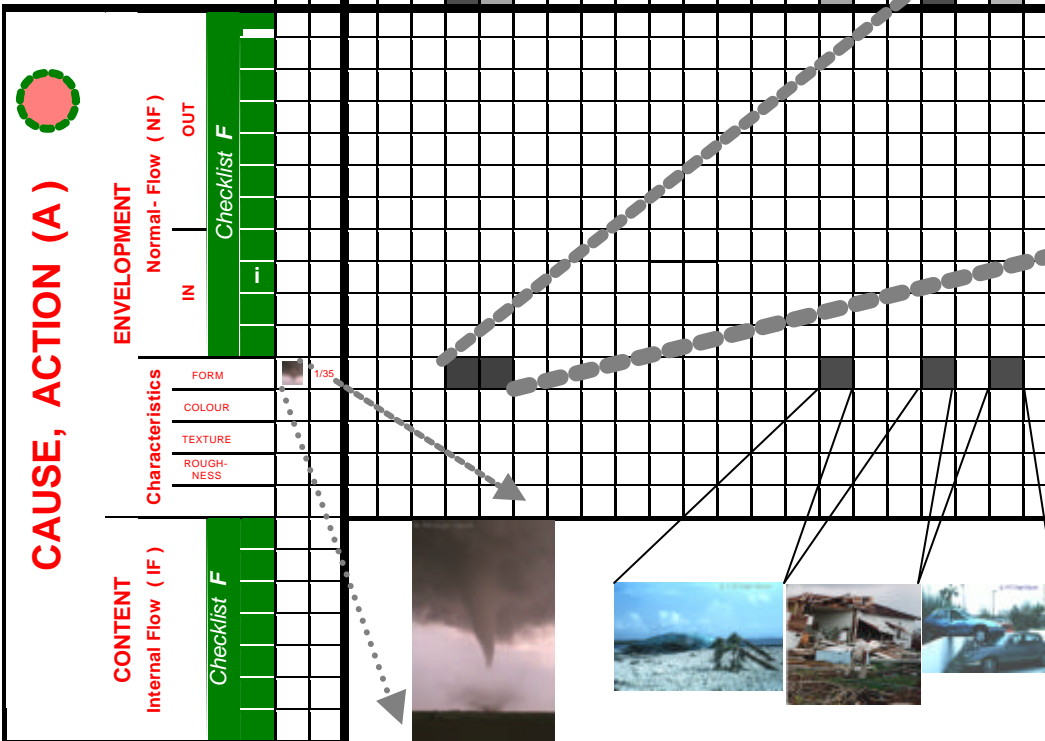 CAUSE, ACTION (A)
ENVELOPMENT
Normal-Flow (NF)
OUT
IN
Checklist F
i
Characteristics
FORM
1/35
COLOUR
TEXTURE
ROUGH-
NESS
CONTENT
Internal Flow (IF)
Checklist F